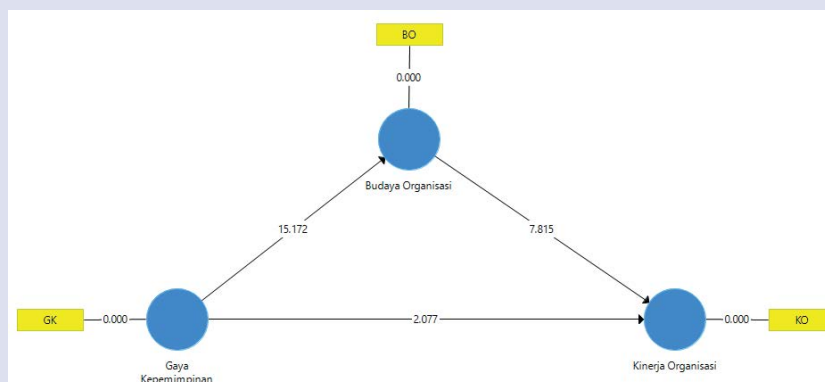 BO
0.000
Budaya Organisasi
15.172
7.815
GK
0.000
2.077
0.000
KO
Gaya
Kepemimpinan
Kinerja Organisasi